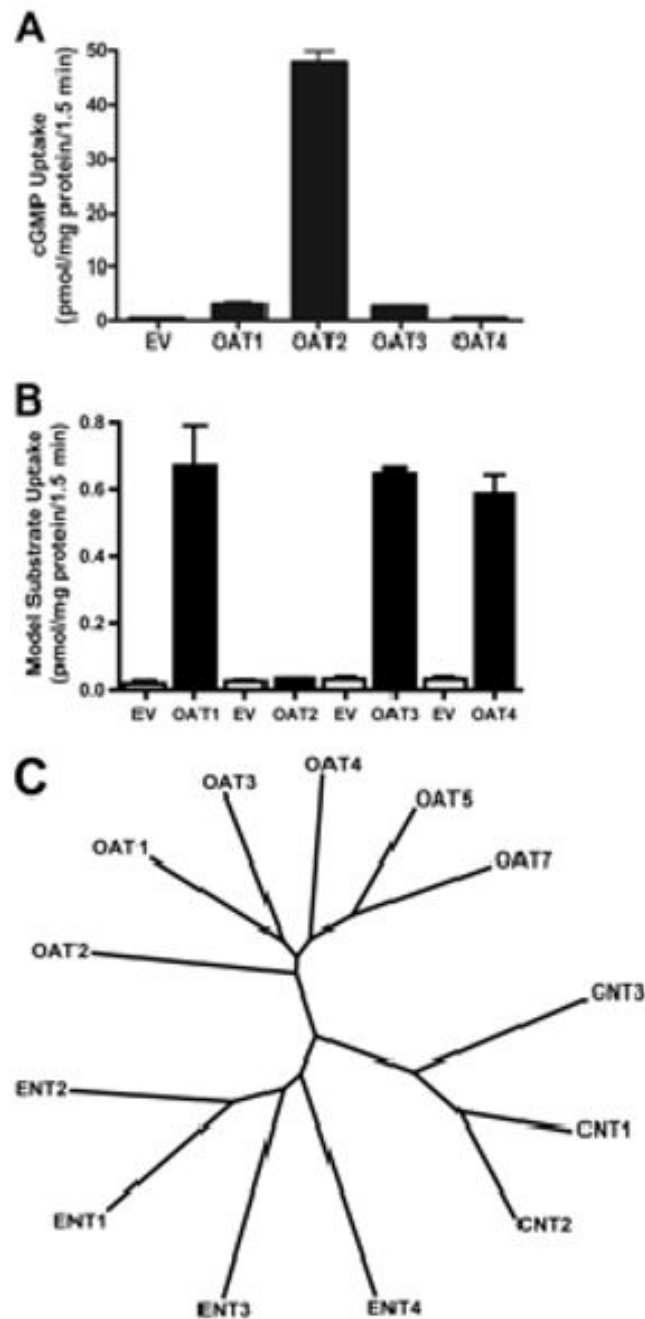 A
cGMP Uptake
(pmol/mg protein/1.5 min)
50
40
30
20
10
0
EV OAT1 OAT2 OAT3 OAT4
B
Model Substrate Uptake
(pmol/mg protein/1.5 min)
0.8
0.6
0.4
0.2
0.0
EV OAT1 EV OAT2 EV OAT3 EV OAT4
C
OAT4
OAT3
OAT5
OAT1
OAT7
OAT2
CNT3
ENT2
CNT1
ENT1
CNT2
ENT3
ENT4